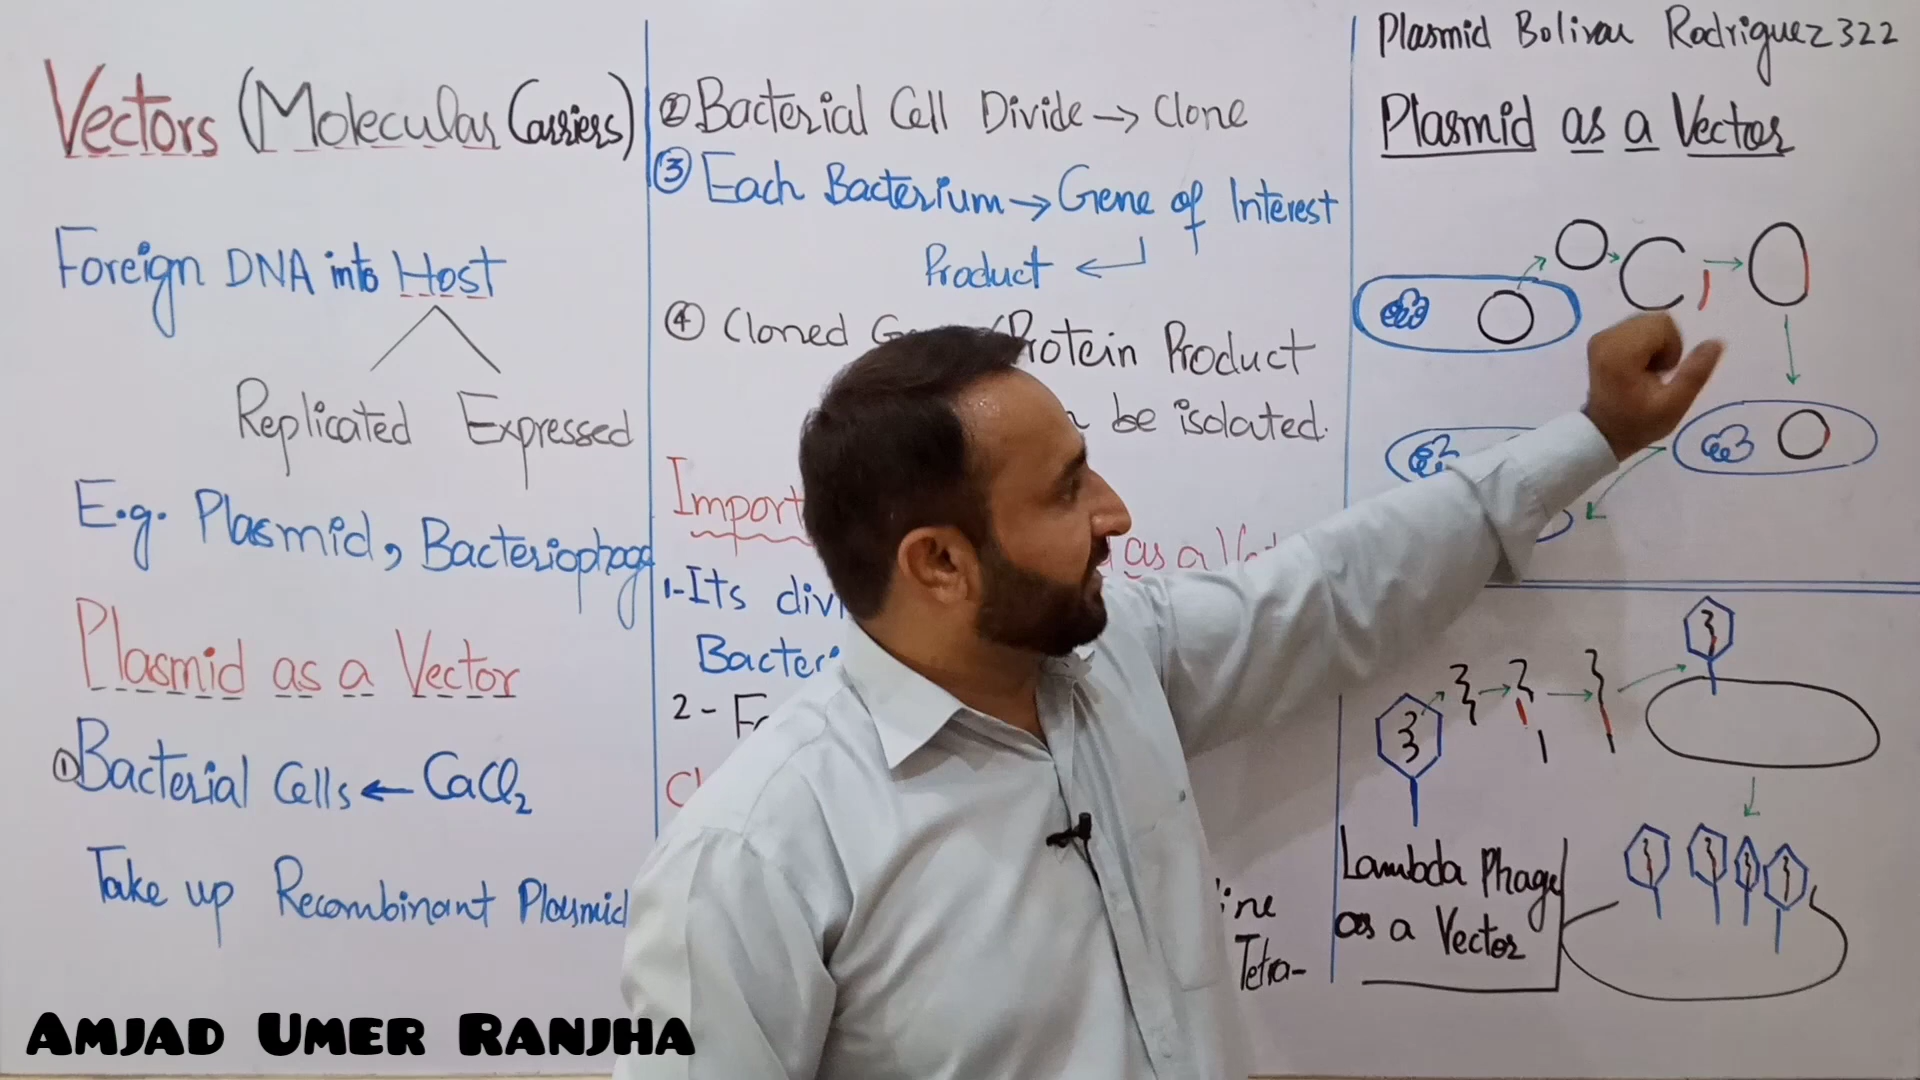 Vectors (Molecular Carriers)
Foreign DNA into Host
Replicated Expressed
E.g. Plasmid, Bacteriophage
Plasmid as a Vector
① Bacterial Cells ← CaCl2
Take up Recombinant Plasmid
② Bacterial Cell Divide → Clone
③ Each Bacterium → Gene of Interest
Product ←
④ Cloned Protein Product
be isolated.
as a
1-Its
2-
ine
Tetra-
Plasmid Bolivar Rodriguez 322
Plasmid as a Vector
Lambda Phage
as a Vector
AMJAD UMER RANJHA